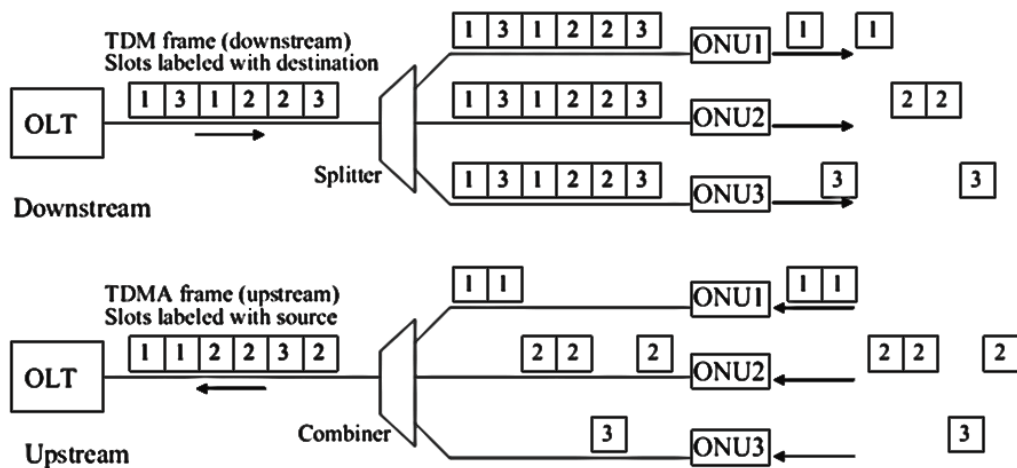 TDM frame (downstream)
Slots labeled with destination
1 3 1 2 2 3
OLT
Splitter
Downstream
1 3 1 2 2 3
ONU1
1 1
1 3 1 2 2 3
ONU2
2 2
1 3 1 2 2 3
ONU3
3 3
TDMA frame (upstream)
Slots labeled with source
1 1 2 2 3 2
OLT
Combiner
Upstream
1 1
ONU1
1 1
2 2 2
ONU2
2 2 2
3
ONU3
3